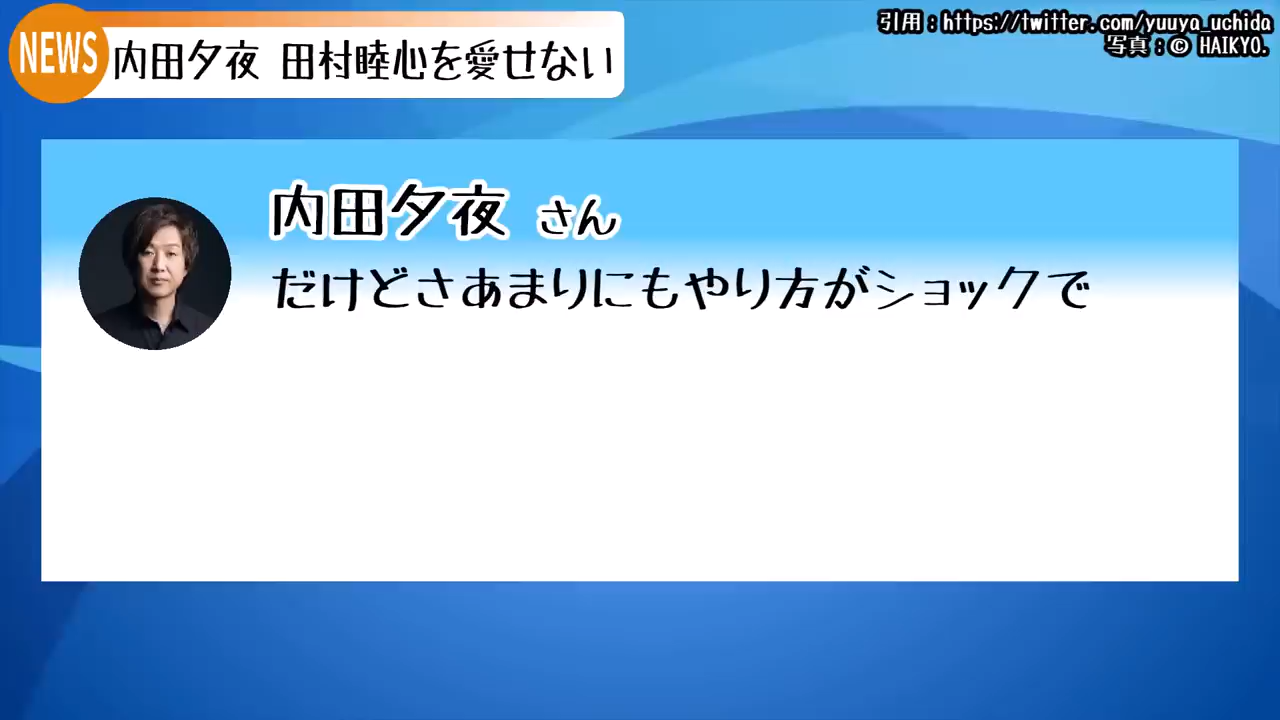 NEWS
内田夕夜 田村睦心を愛せない
引用：https://twitter.com/yuuya_uchida
写真：© HAIKYO.
内田夕夜 さん
だけどさあまりにもやり方がショックで